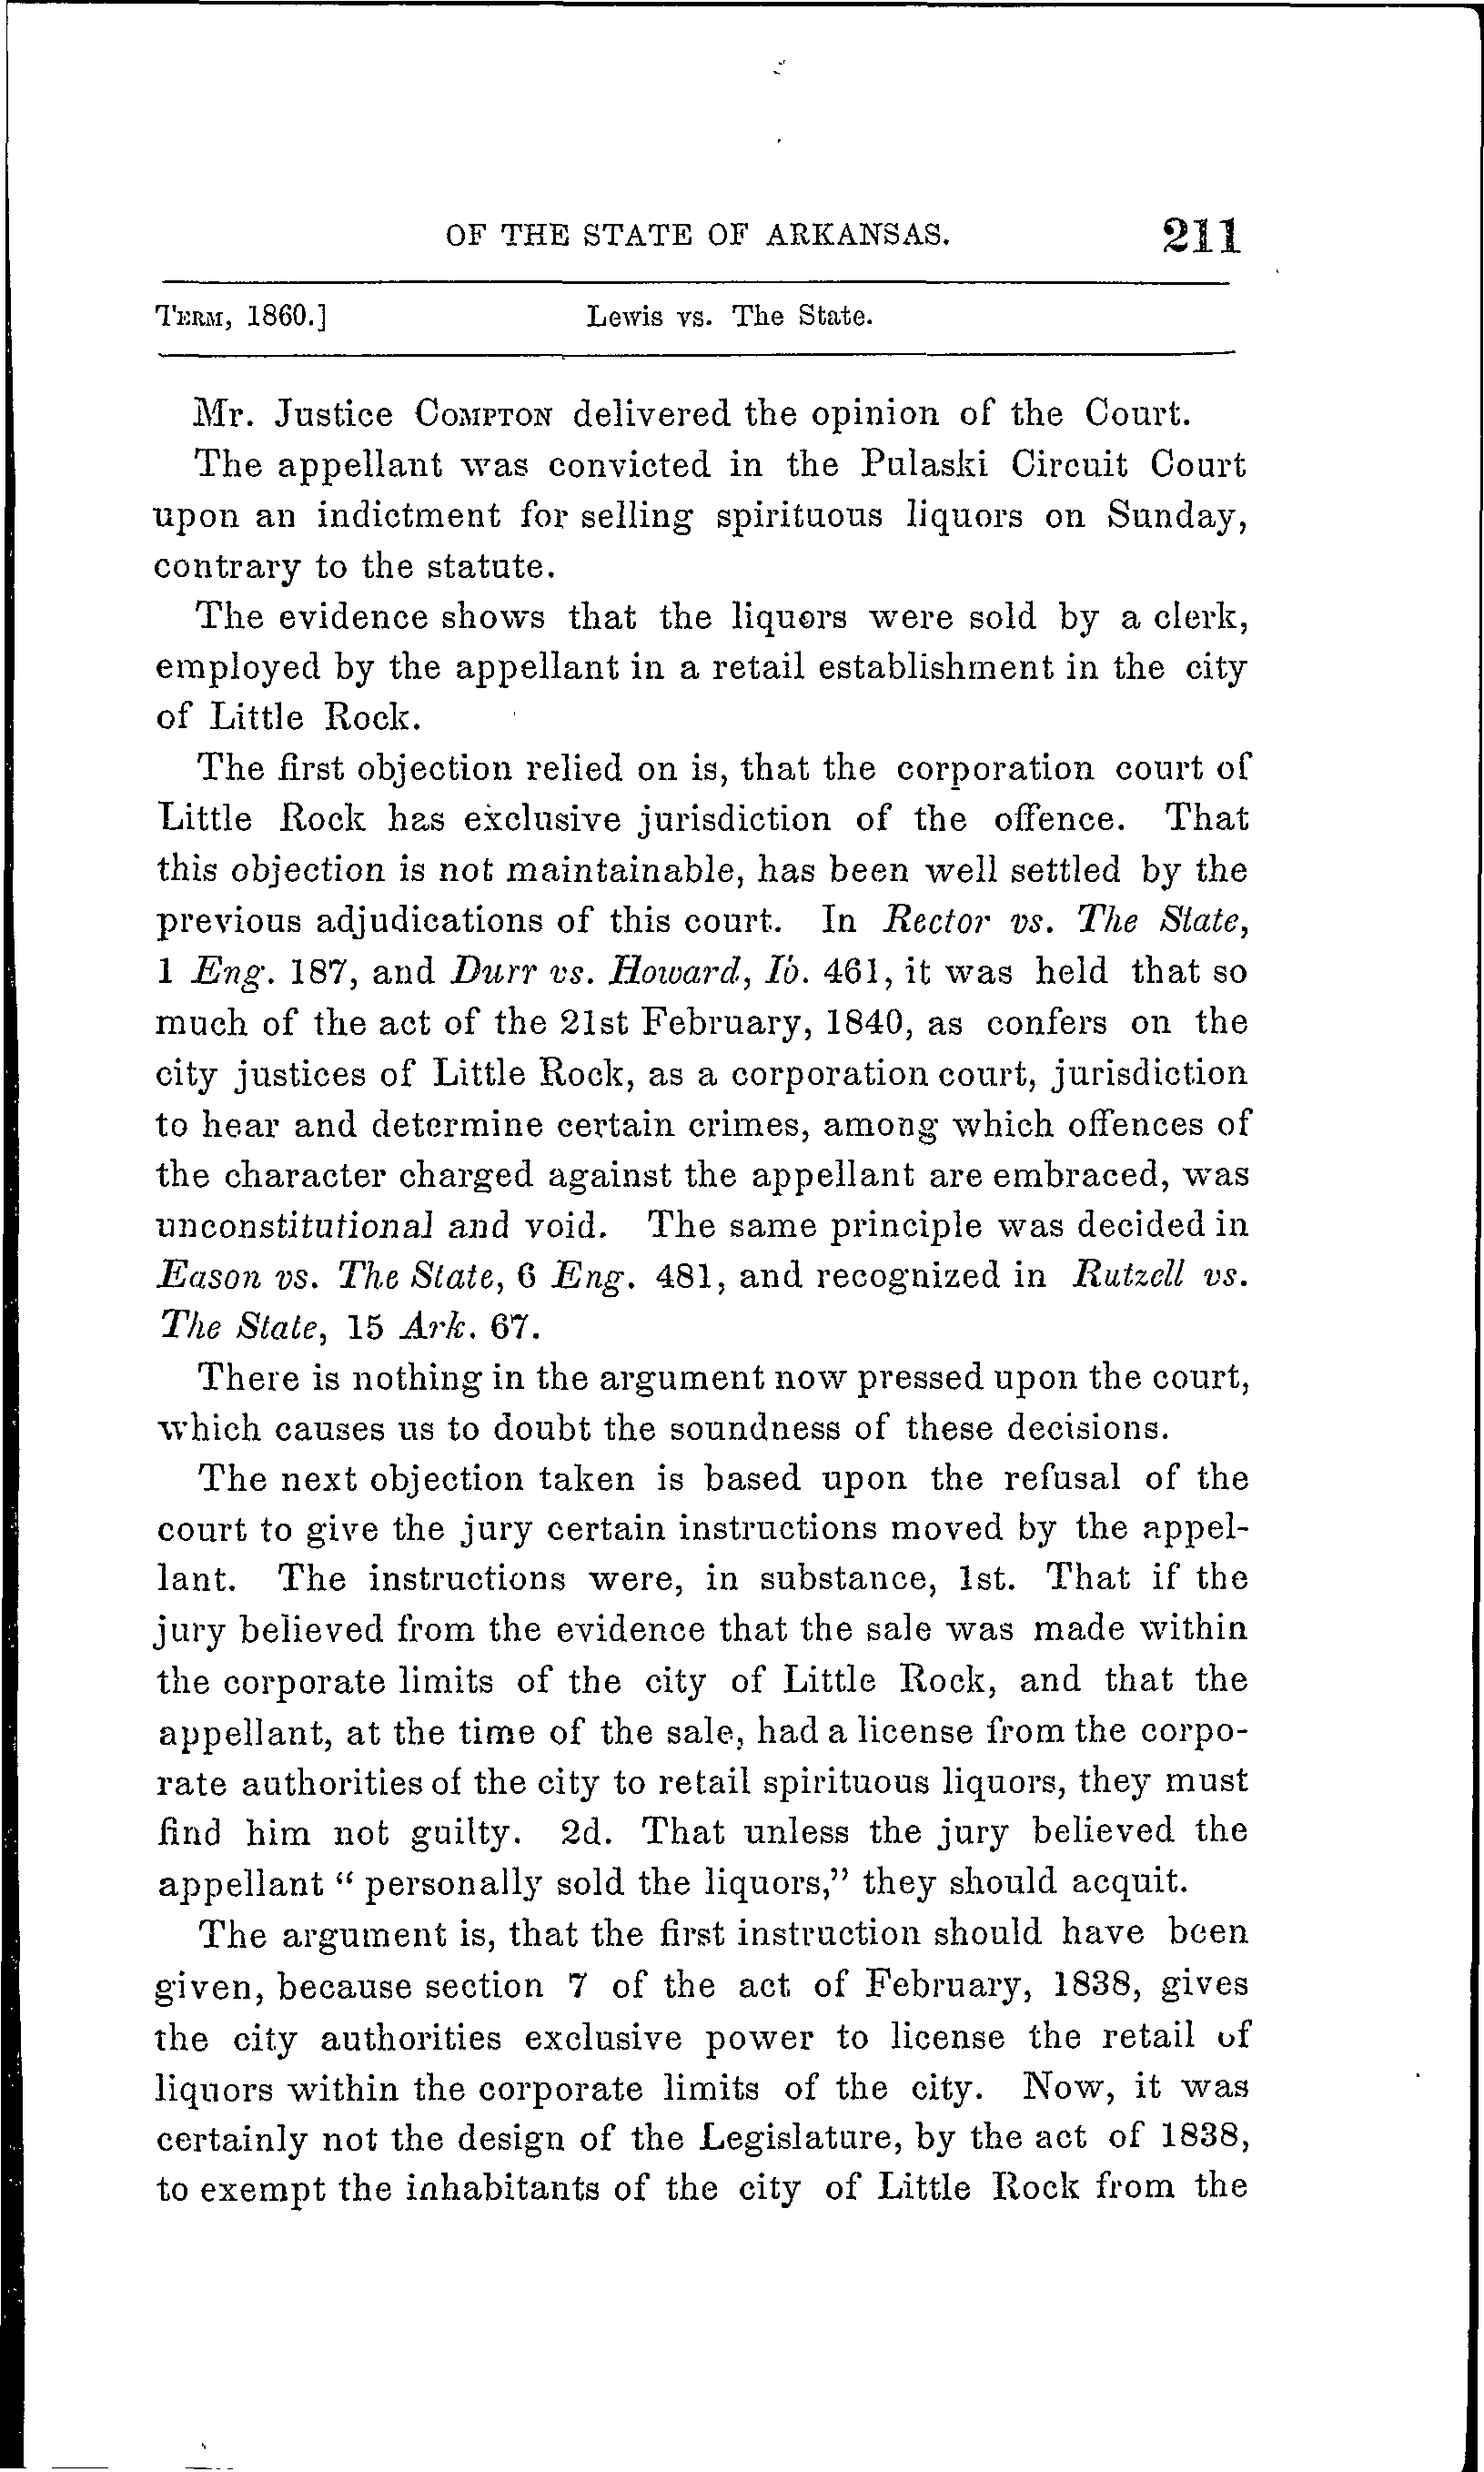 OF THE STATE OF ARKANSAS. 211
TERM, 1860.] Lewis vs. The State.
Mr. Justice COMPTON delivered the opinion of the Court.
The appellant was convicted in the Pulaski Circuit Court
upon an indictment for selling spirituous liquors on Sunday,
contrary to the statute.
The evidence shows that the liquors were sold by a clerk,
employed by the appellant in a retail establishment in the city
of Little Rock.
The first objection relied on is, that the corporation court of
Little Rock has exclusive jurisdiction of the offence. That
this objection is not maintainable, has been well settled by the
previous adjudications of this court. In Rector vs. The State,
1 Eng. 187, and Durr vs. Howard, Ib. 461, it was held that so
much of the act of the 21st February, 1840, as confers on the
city justices of Little Rock, as a corporation court, jurisdiction
to hear and determine certain crimes, among which offences of
the character charged against the appellant are embraced, was
unconstitutional and void. The same principle was decided in
Eason vs. The State, 6 Eng. 481, and recognized in Rutzell vs.
The State, 15 Ark. 67.
There is nothing in the argument now pressed upon the court,
which causes us to doubt the soundness of these decisions.
The next objection taken is based upon the refusal of the
court to give the jury certain instructions moved by the appel-
lant. The instructions were, in substance, 1st. That if the
jury believed from the evidence that the sale was made within
the corporate limits of the city of Little Rock, and that the
appellant, at the time of the sale, had a license from the corpo-
rate authorities of the city to retail spirituous liquors, they must
find him not guilty. 2d. That unless the jury believed the
appellant " personally sold the liquors," they should acquit.
The argument is, that the first instruction should have been
given, because section 7 of the act of February, 1838, gives
the city authorities exclusive power to license the retail of
liquors within the corporate limits of the city. Now, it was
certainly not the design of the Legislature, by the act of 1838,
to exempt the inhabitants of the city of Little Rock from the